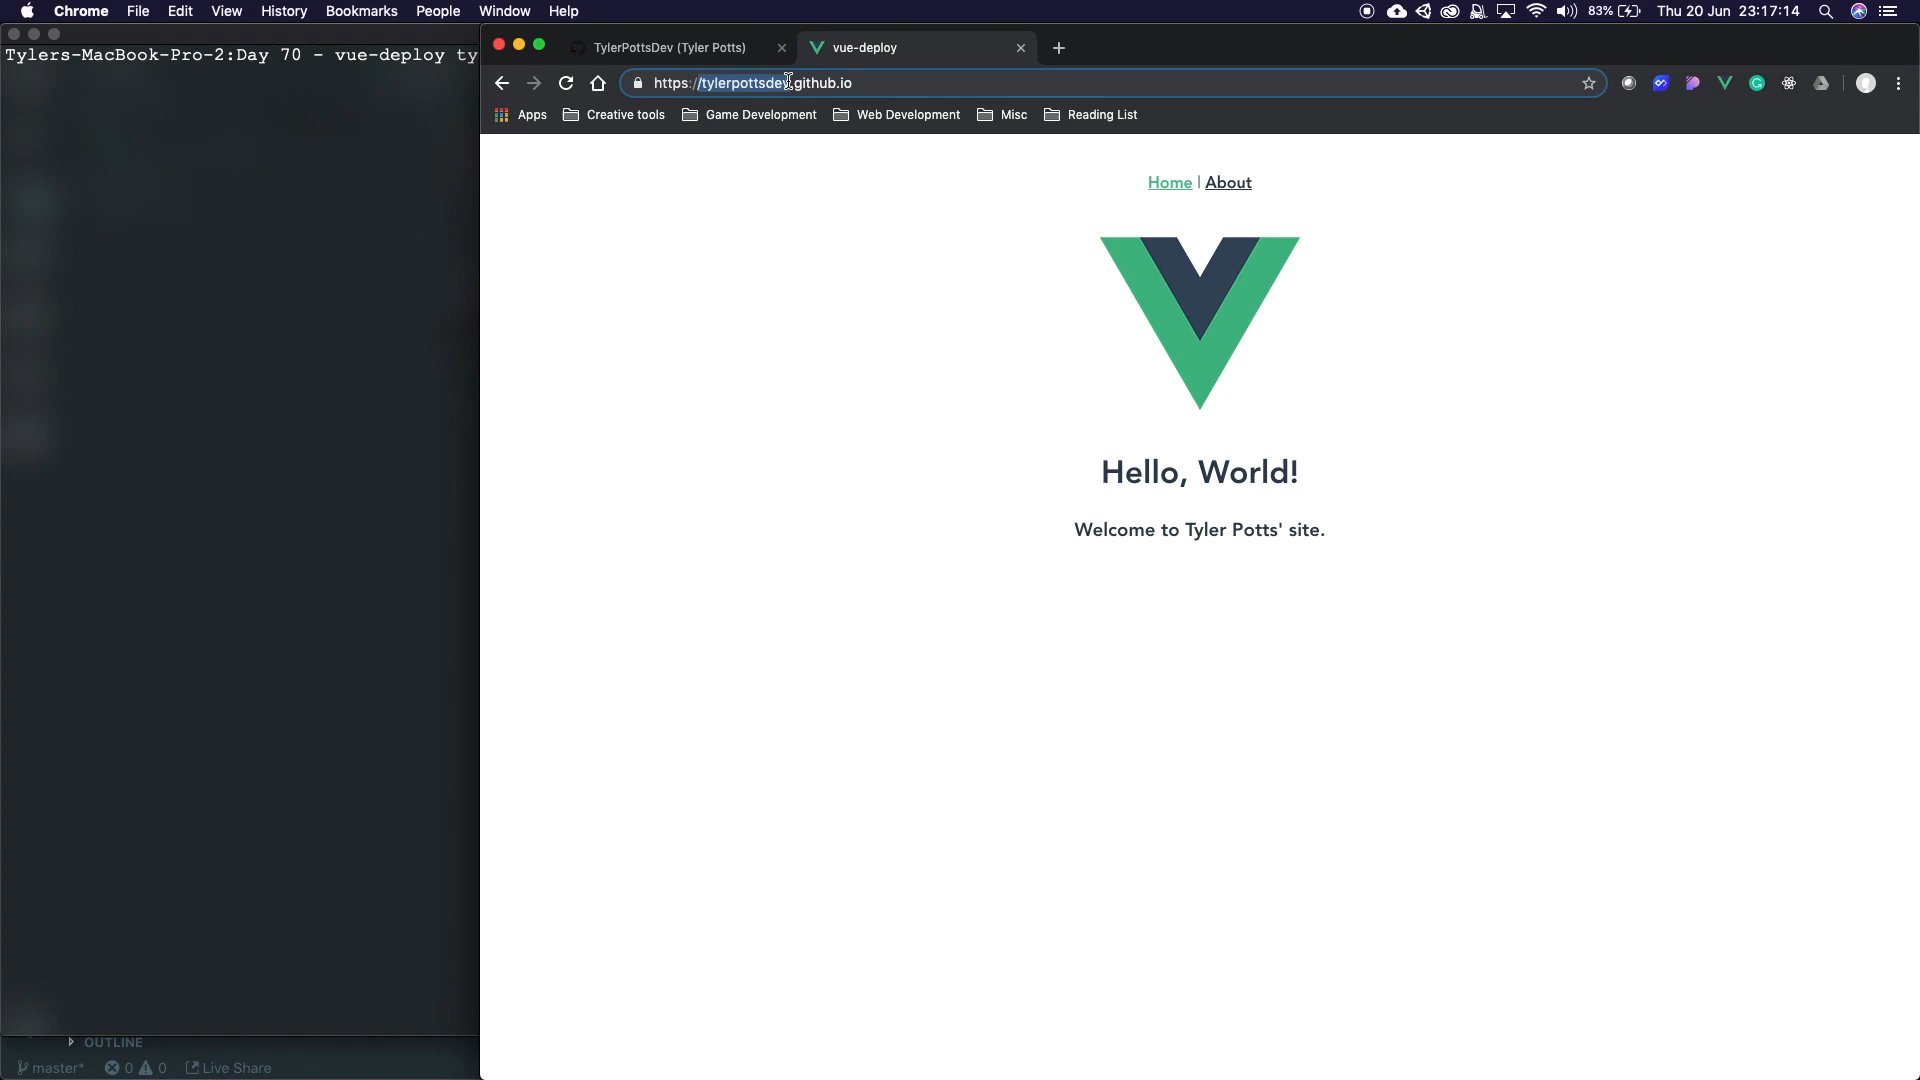 Chrome File Edit View History Bookmarks People Window Help 83% Thu 20 Jun 23:17:14
Tylers-MacBook-Pro-2:Day 70 - vue-deploy ty
TylerPottsDev (Tyler Potts) vue-deploy
https://tylerpottsdev.github.io
Apps Creative tools Game Development Web Development Misc Reading List
Home | About
Hello, World!
Welcome to Tyler Potts' site.
OUTLINE
master* 0 0 Live Share